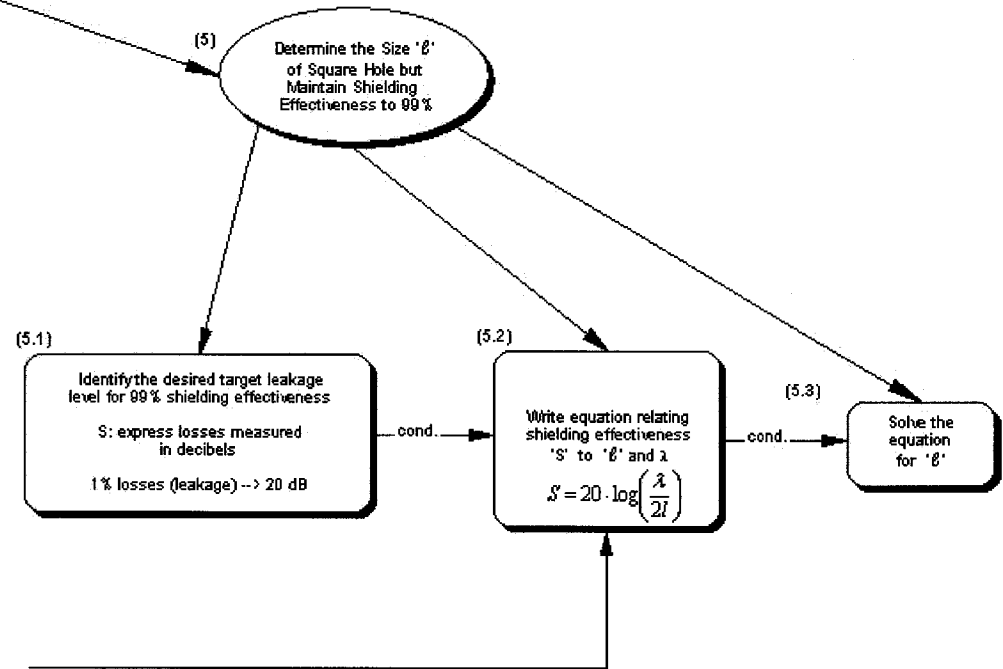 (5)
Determine the Size 'ℓ'
of Square Hole but
Maintain Shielding
Effectiveness to 99%
(5.1)
Identify the desired target leakage
level for 99% shielding effectiveness
S: express losses measured
in decibels
1% losses (leakage) --> 20 dB
cond.
(5.2)
Write equation relating
shielding effectiveness
'S' to 'ℓ' and λ
S = 20 · log(λ/2l)
cond.
(5.3)
Solve the
equation
for 'ℓ'